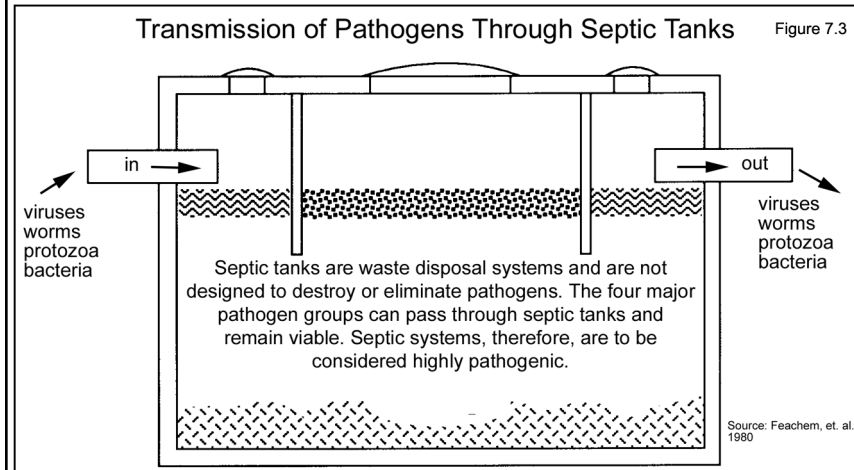 Transmission of Pathogens Through Septic Tanks
Figure 7.3
in
out
viruses
worms
protozoa
bacteria
viruses
worms
protozoa
bacteria
Septic tanks are waste disposal systems and are not
designed to destroy or eliminate pathogens. The four major
pathogen groups can pass through septic tanks and
remain viable. Septic systems, therefore, are to be
considered highly pathogenic.
Source: Feachem, et. al.
1980